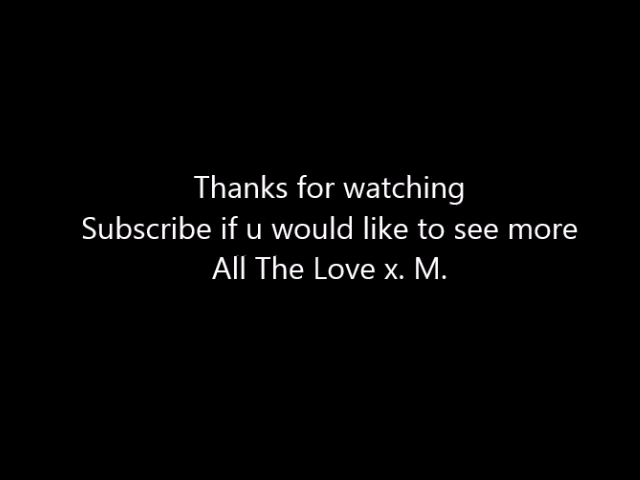 Thanks for watching
Subscribe if u would like to see more
All The Love x. M.